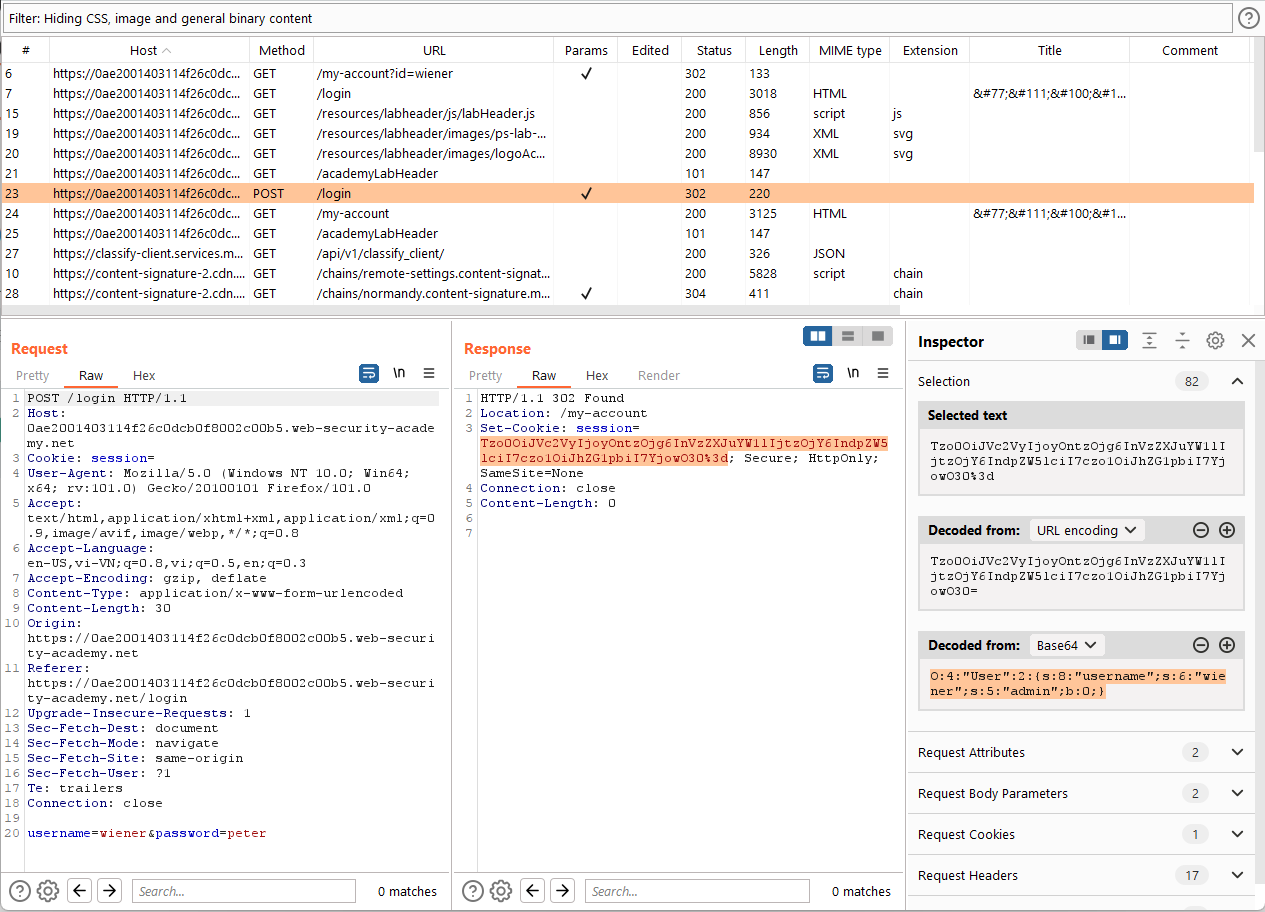 Filter: Hiding CSS, image and general binary content
# Host Method URL Params Edited Status Length MIME type Extension Title Comment
6 https://0ae2001403114f26c0dc... GET /my-account?id=wiener ✓ 302 133
7 https://0ae2001403114f26c0dc... GET /login 200 3018 HTML &#77;&#111;&#100;&#1...
15 https://0ae2001403114f26c0dc... GET /resources/labheader/js/labHeader.js 200 856 script js
19 https://0ae2001403114f26c0dc... GET /resources/labheader/images/ps-lab-... 200 934 XML svg
20 https://0ae2001403114f26c0dc... GET /resources/labheader/images/logoAc... 200 8930 XML svg
21 https://0ae2001403114f26c0dc... GET /academyLabHeader 101 147
23 https://0ae2001403114f26c0dc... POST /login ✓ 302 220
24 https://0ae2001403114f26c0dc... GET /my-account 200 3125 HTML &#77;&#111;&#100;&#1...
25 https://0ae2001403114f26c0dc... GET /academyLabHeader 101 147
27 https://classify-client.services.m... GET /api/v1/classify_client/ 200 326 JSON
10 https://content-signature-2.cdn.... GET /chains/remote-settings.content-signat... 200 5828 script chain
28 https://content-signature-2.cdn.... GET /chains/normandy.content-signature.m... ✓ 304 411 chain
Request
Pretty Raw Hex \n
1 POST /login HTTP/1.1
2 Host:
0ae2001403114f26c0dcb0f8002c00b5.web-security-acade
my.net
3 Cookie: session=
4 User-Agent: Mozilla/5.0 (Windows NT 10.0; Win64;
x64; rv:101.0) Gecko/20100101 Firefox/101.0
5 Accept:
text/html,application/xhtml+xml,application/xml;q=0
.9,image/avif,image/webp,*/*;q=0.8
6 Accept-Language:
en-US,vi-VN;q=0.8,vi;q=0.5,en;q=0.3
7 Accept-Encoding: gzip, deflate
8 Content-Type: application/x-www-form-urlencoded
9 Content-Length: 30
10 Origin:
https://0ae2001403114f26c0dcb0f8002c00b5.web-securi
ty-academy.net
11 Referer:
https://0ae2001403114f26c0dcb0f8002c00b5.web-securi
ty-academy.net/login
12 Upgrade-Insecure-Requests: 1
13 Sec-Fetch-Dest: document
14 Sec-Fetch-Mode: navigate
15 Sec-Fetch-Site: same-origin
16 Sec-Fetch-User: ?1
17 Te: trailers
18 Connection: close
19
20 username=wiener&password=peter
Search... 0 matches
Response
Pretty Raw Hex Render \n
1 HTTP/1.1 302 Found
2 Location: /my-account
3 Set-Cookie: session=
Tzo0OiJVc2VyIjoyOntzOjg6InVzZXJuYW1lIjtzOjY6IndpZW5
lciI7czo1OiJhZG1pbiI7YjowO30%3d; Secure; HttpOnly;
SameSite=None
4 Connection: close
5 Content-Length: 0
6
7
Search... 0 matches
Inspector
Selection 82
Selected text
Tzo0OiJVc2VyIjoyOntzOjg6InVzZXJuYW1lI
jtzOjY6IndpZW5lciI7czo1OiJhZG1pbiI7Yj
owO30%3d
Decoded from: URL encoding
Tzo0OiJVc2VyIjoyOntzOjg6InVzZXJuYW1lI
jtzOjY6IndpZW5lciI7czo1OiJhZG1pbiI7Yj
owO30=
Decoded from: Base64
O:4:"User":2:{s:8:"username";s:6:"wie
ner";s:5:"admin";b:0;}
Request Attributes 2
Request Body Parameters 2
Request Cookies 1
Request Headers 17